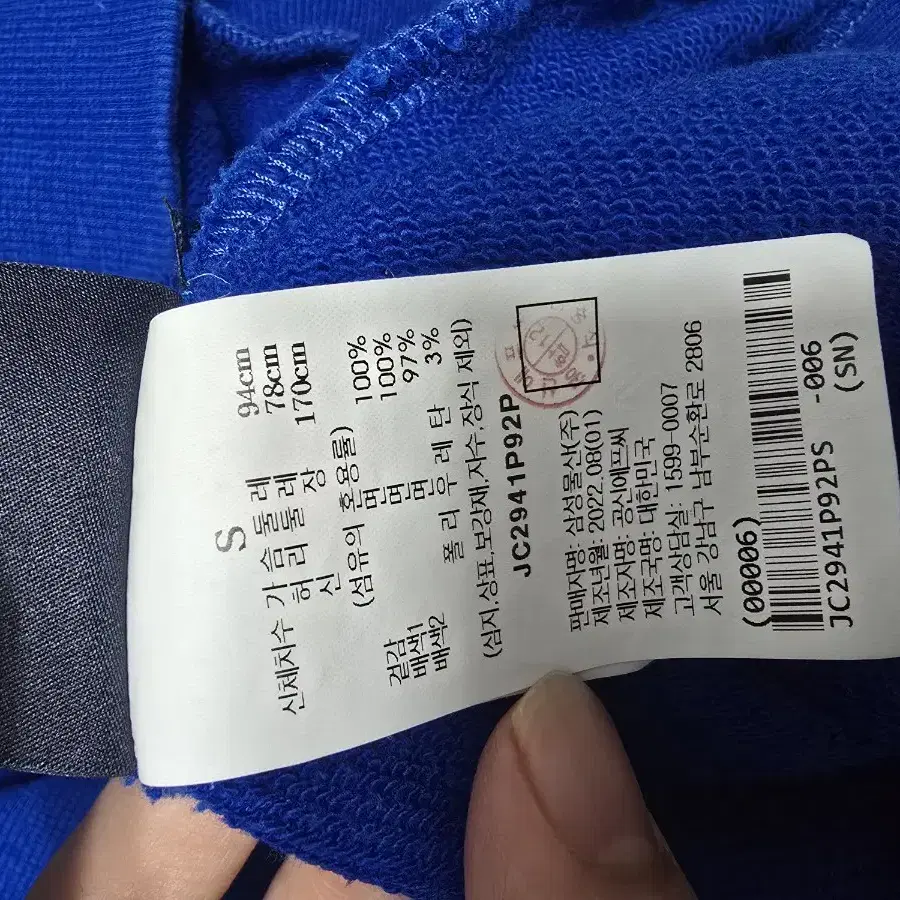 S
신체치수 가 슴 둘 레 94cm
허 리 둘 레 78cm
신 장 170cm
(섬유의 혼용률)
겉감 면 100%
배색1 면 100%
배색2 면 97%
폴 리 우 레 탄 3%
(심지,상표,보강재,자수,장식 제외)
JC2941P92P
판매자명: 삼성물산(주)
제조년월: 2022.08(01)
제조자명: 공신에프씨
제조국명: 대한민국
고객상담실: 1599-0007
서울 강남구 남부순환로 2806
(00006)
JC2941P92PS -006
(SN)